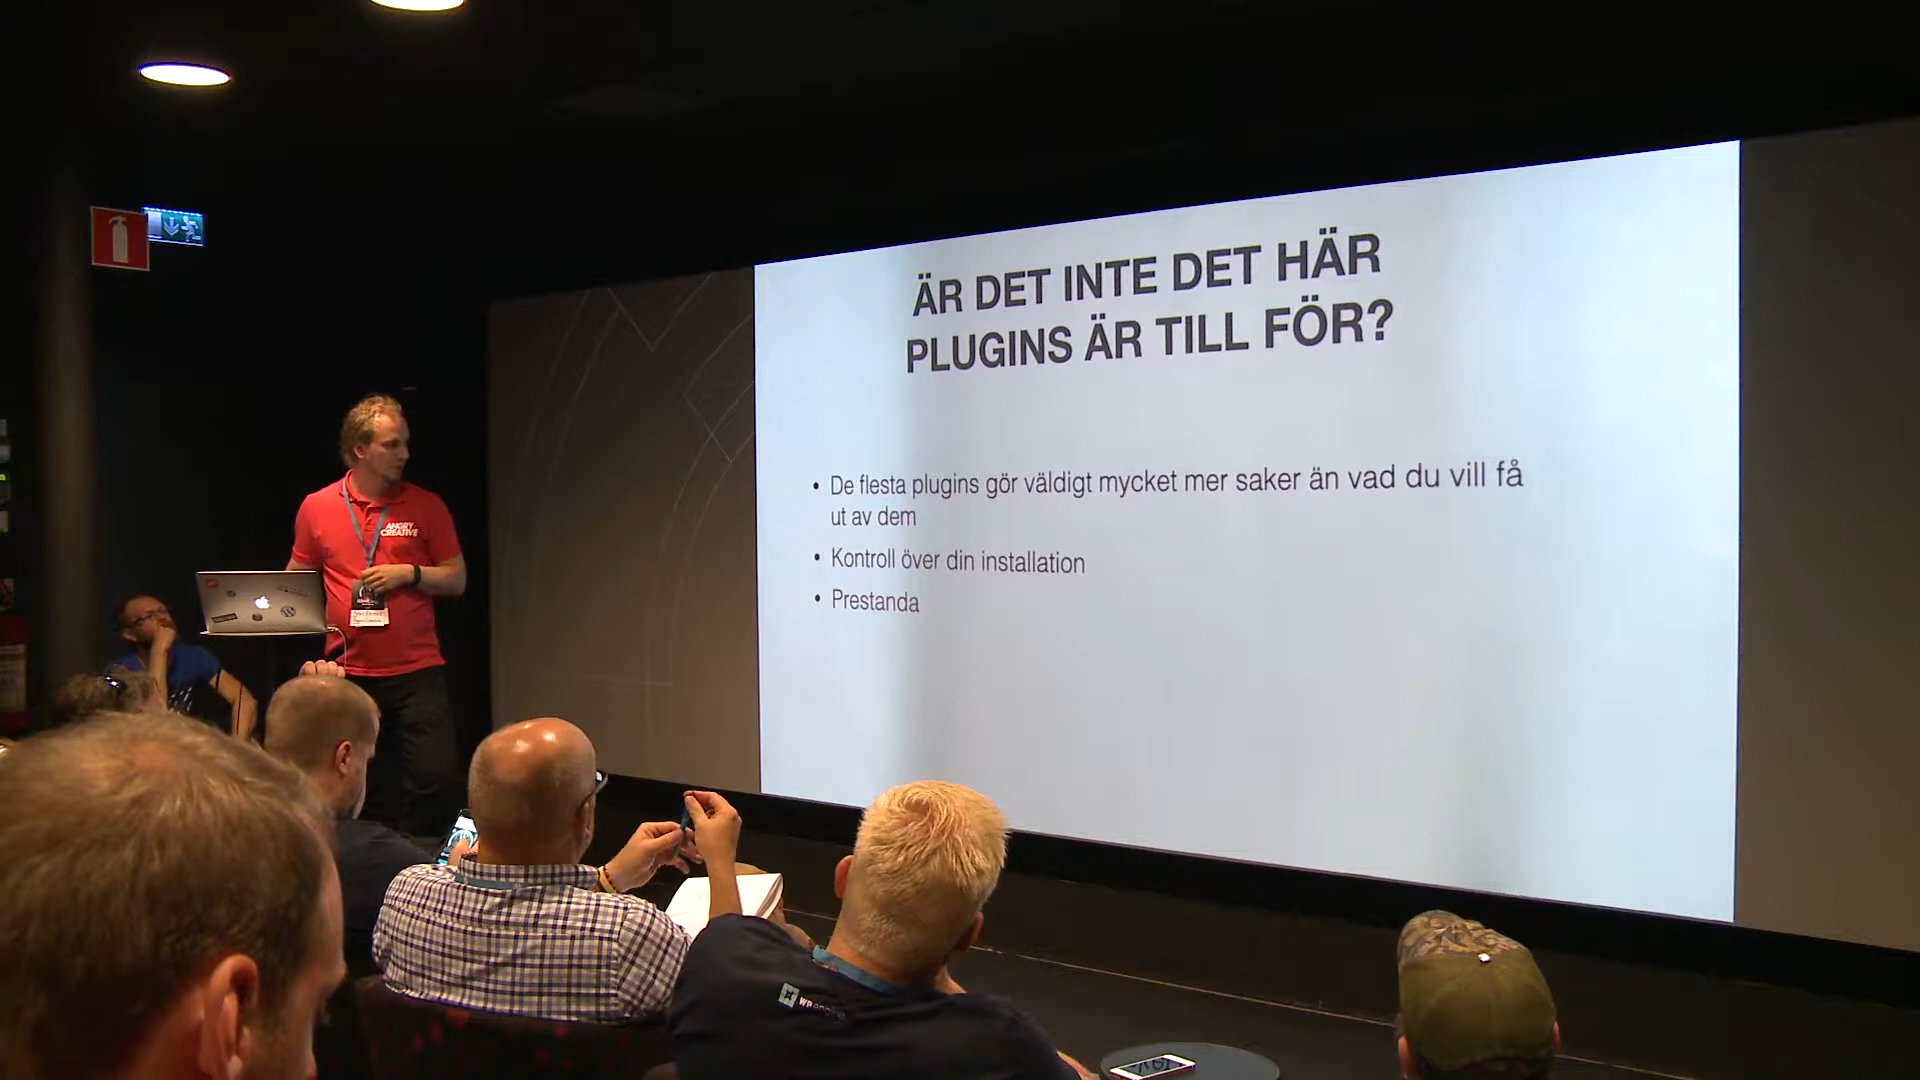 ÄR DET INTE DET HÄR
PLUGINS ÄR TILL FÖR?
• De flesta plugins gör väldigt mycket mer saker än vad du vill få
ut av dem
• Kontroll över din installation
• Prestanda
ANGRY
CREATIVE